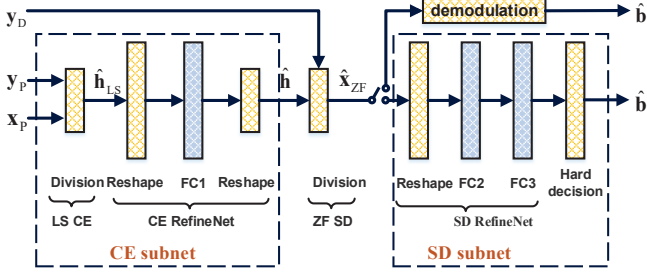 demodulation
b̂
y_D
y_P
x_P
ĥ_LS
ĥ
x̂_ZF
b̂
Division Reshape FC1 Reshape Division Reshape FC2 FC3 Hard decision
LS CE CE RefineNet ZF SD SD RefineNet
CE subnet SD subnet